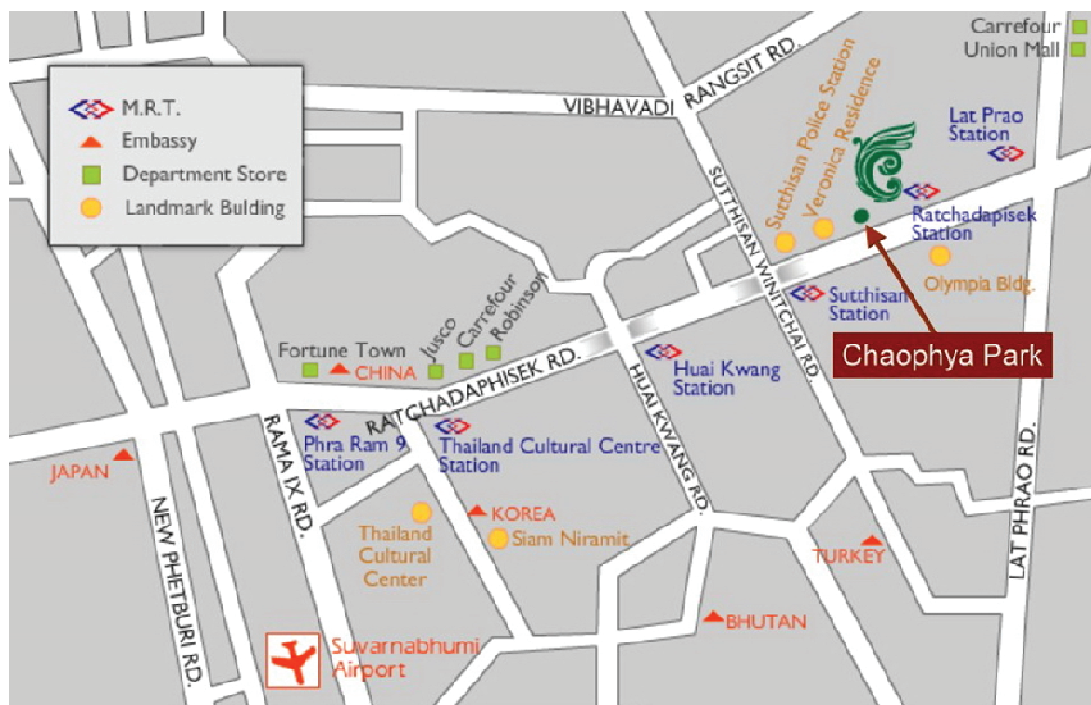 M.R.T.
Embassy
Department Store
Landmark Bulding
Carrefour
Union Mall
VIBHAVADI RANGSIT RD.
Sutthisan Police Station
Veronica Residence
Lat Prao
Station
Ratchadapisek
Station
SUTTHISAN WINITCHAI RD.
Olympia Bldg.
Sutthisan
Station
Chaophya Park
Fortune Town
CHINA
Jusco
Carrefour
Robinson
RATCHADAPHISEK RD.
Huai Kwang
Station
HUAI KWANG RD.
Phra Ram 9
Station
Thailand Cultural Centre
Station
RAMA IX RD.
JAPAN
NEW PHETBURI RD.
Thailand
Cultural
Center
KOREA
Siam Niramit
TURKEY
LAT PHRAO RD.
BHUTAN
Suvarnabhumi
Airport